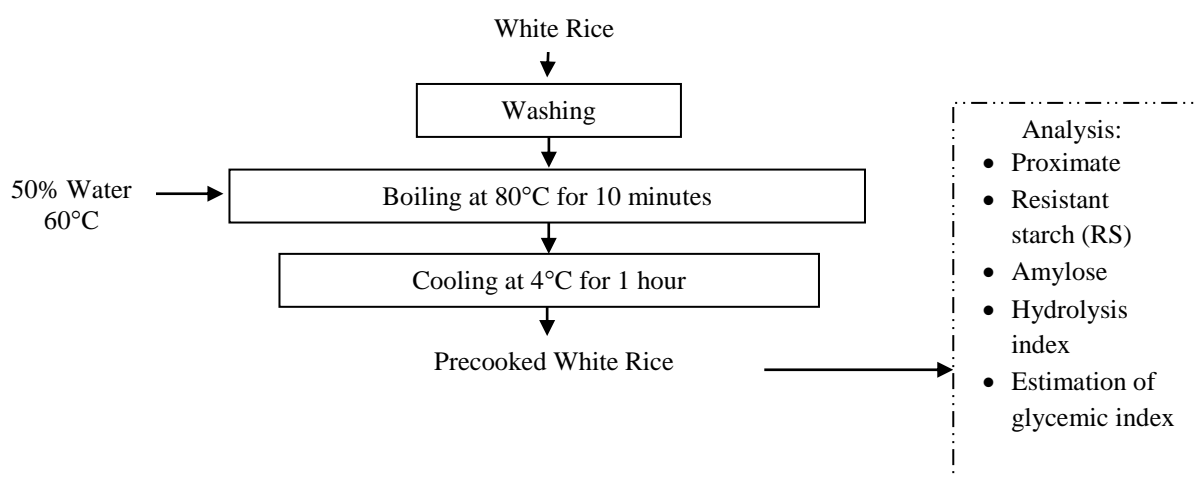 White Rice
Washing
50% Water
60°C
Boiling at 80°C for 10 minutes
Cooling at 4°C for 1 hour
Precooked White Rice
Analysis:
• Proximate
• Resistant
starch (RS)
• Amylose
• Hydrolysis
index
• Estimation of
glycemic index